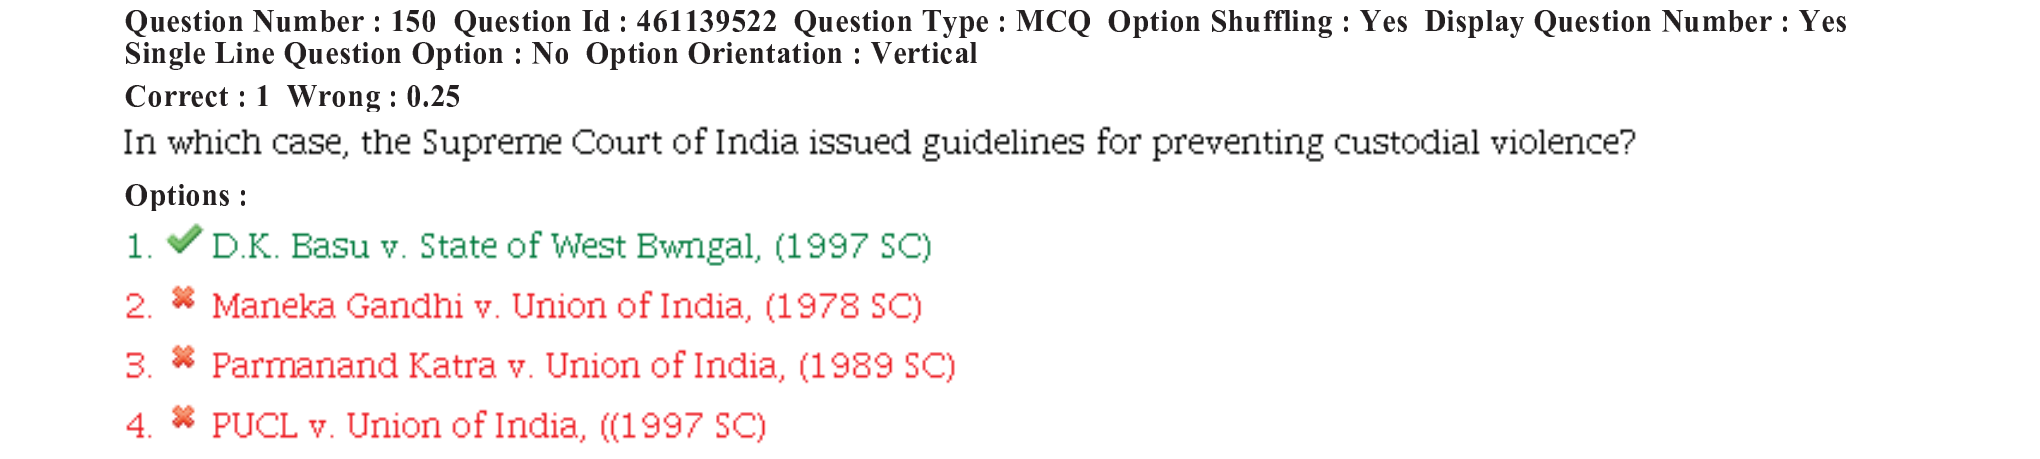 Question Number : 150 Question Id : 461139522 Question Type : MCQ Option Shuffling : Yes Display Question Number : Yes
Single Line Question Option : No Option Orientation : Vertical
Correct : 1 Wrong : 0.25
In which case, the Supreme Court of India issued guidelines for preventing custodial violence?
Options :
1. D.K. Basu v. State of West Bwngal, (1997 SC)
2. Maneka Gandhi v. Union of India, (1978 SC)
3. Parmanand Katra v. Union of India, (1989 SC)
4. PUCL v. Union of India, ((1997 SC)